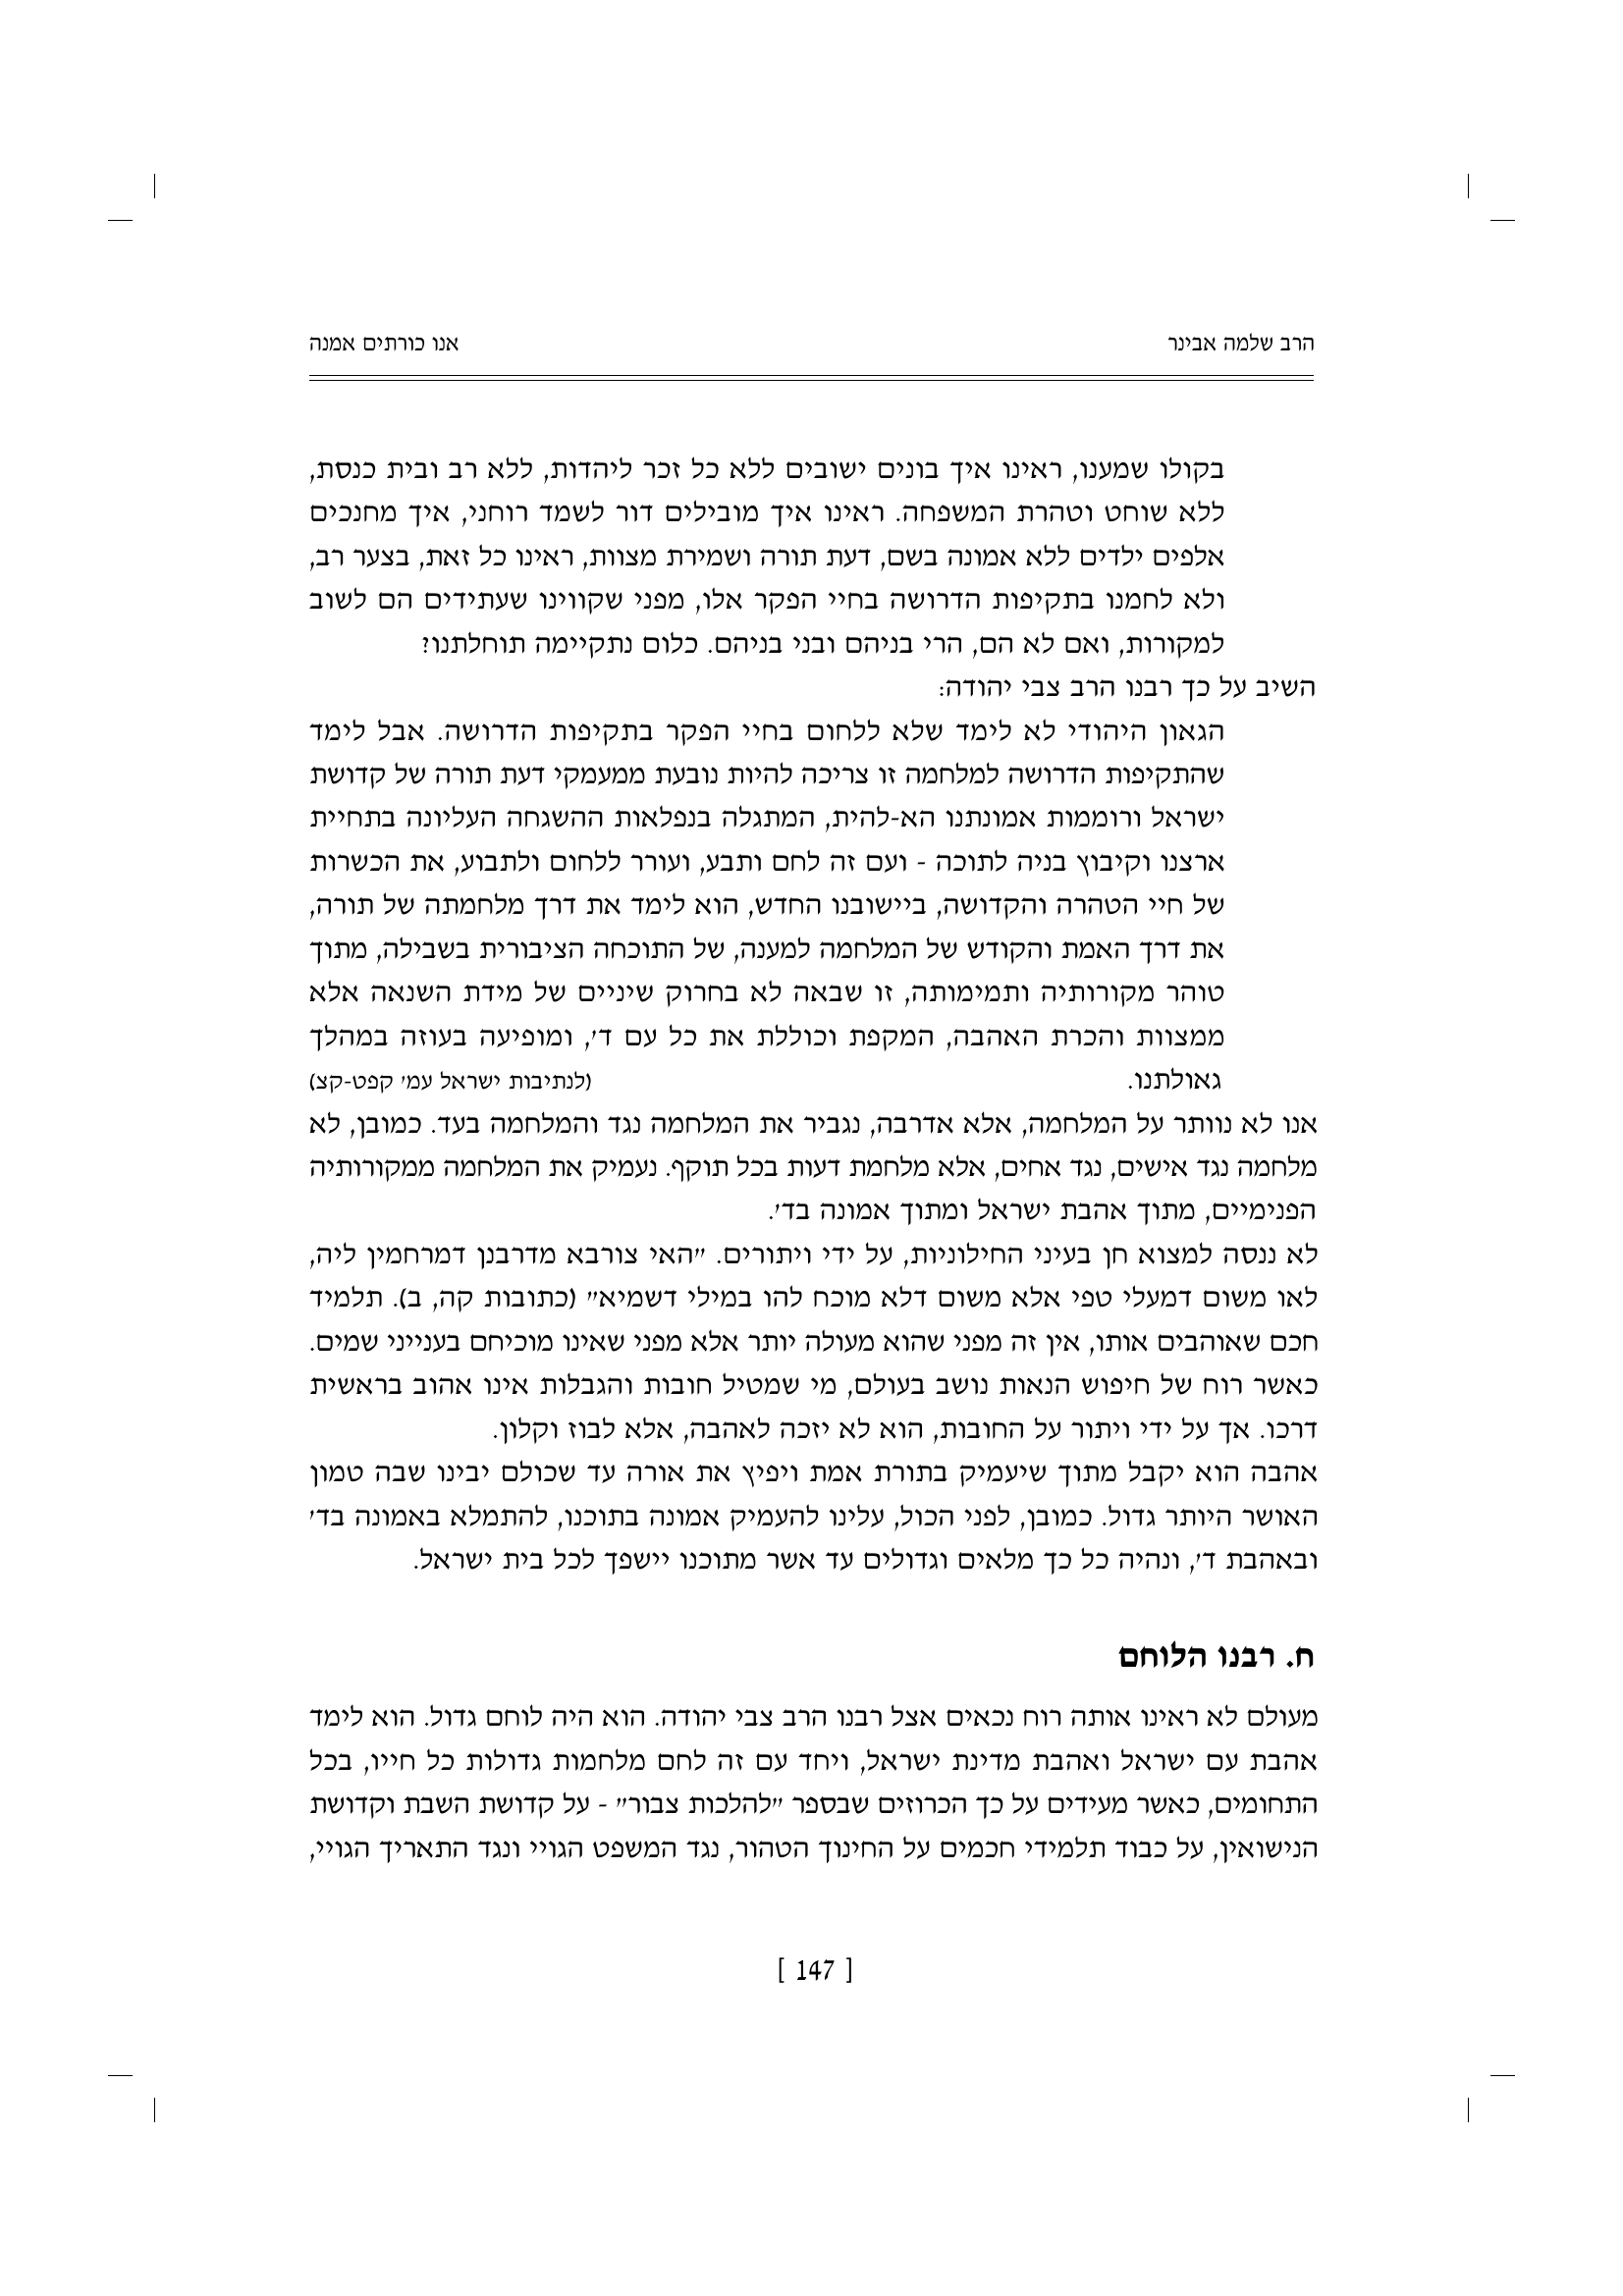 הרב שלמה אבינר
אנו כורתים אמנה
בקולו שמענו, ראינו איך בונים ישובים ללא כל זכר ליהדות, ללא רב ובית כנסת,
ללא שוחט וטהרת המשפחה. ראינו איך מובילים דור לשמד רוחני, איך מחנכים
אלפים ילדים ללא אמונה בשם, דעת תורה ושמירת מצוות, ראינו כל זאת, בצער רב,
ולא לחמנו בתקיפות הדרושה בחיי הפקר אלו, מפני שקווינו שעתידים הם לשוב
למקורות, ואם לא הם, הרי בניהם ובני בניהם. כלום נתקיימה תוחלתנו?
השיב על כך רבנו הרב צבי יהודה:
הגאון היהודי לא לימד שלא ללחום בחיי הפקר בתקיפות הדרושה. אבל לימד
שהתקיפות הדרושה למלחמה זו צריכה להיות נובעת ממעמקי דעת תורה של קדושת
ישראל ורוממות אמונתנו הא-להית, המתגלה בנפלאות ההשגחה העליונה בתחיית
ארצנו וקיבוץ בניה לתוכה - ועם זה לחם ותבע, ועורר ללחום ולתבוע, את הכשרות
של חיי הטהרה והקדושה, ביישובנו החדש, הוא לימד את דרך מלחמתה של תורה,
את דרך האמת והקודש של המלחמה למענה, של התוכחה הציבורית בשבילה, מתוך
טוהר מקורותיה ותמימותה, זו שבאה לא בחרוק שיניים של מידת השנאה אלא
ממצוות והכרת האהבה, המקפת וכוללת את כל עם ד׳, ומופיעה בעוזה במהלך
גאולתנו. (לנתיבות ישראל עמ׳ קפט-קצ)
אנו לא נוותר על המלחמה, אלא אדרבה, נגביר את המלחמה נגד והמלחמה בעד. כמובן, לא
מלחמה נגד אישים, נגד אחים, אלא מלחמת דעות בכל תוקף. נעמיק את המלחמה ממקורותיה
הפנימיים, מתוך אהבת ישראל ומתוך אמונה בד׳.
לא ננסה למצוא חן בעיני החילוניות, על ידי ויתורים. ״האי צורבא מדרבנן דמרחמין ליה,
לאו משום דמעלי טפי אלא משום דלא מוכח להו במילי דשמיא״ (כתובות קה, ב). תלמיד
חכם שאוהבים אותו, אין זה מפני שהוא מעולה יותר אלא מפני שאינו מוכיחם בענייני שמים.
כאשר רוח של חיפוש הנאות נושב בעולם, מי שמטיל חובות והגבלות אינו אהוב בראשית
דרכו. אך על ידי ויתור על החובות, הוא לא יזכה לאהבה, אלא לבוז וקלון.
אהבה הוא יקבל מתוך שיעמיק בתורת אמת ויפיץ את אורה עד שכולם יבינו שבה טמון
האושר היותר גדול. כמובן, לפני הכול, עלינו להעמיק אמונה בתוכנו, להתמלא באמונה בד׳
ובאהבת ד׳, ונהיה כל כך מלאים וגדולים עד אשר מתוכנו יישפך לכל בית ישראל.
ח. רבנו הלוחם
מעולם לא ראינו אותה רוח נכאים אצל רבנו הרב צבי יהודה. הוא היה לוחם גדול. הוא לימד
אהבת עם ישראל ואהבת מדינת ישראל, ויחד עם זה לחם מלחמות גדולות כל חייו, בכל
התחומים, כאשר מעידים על כך הכרוזים שבספר ״להלכות צבור״ - על קדושת השבת וקדושת
הנישואין, על כבוד תלמידי חכמים על החינוך הטהור, נגד המשפט הגויי ונגד התאריך הגויי,
[ 147 ]